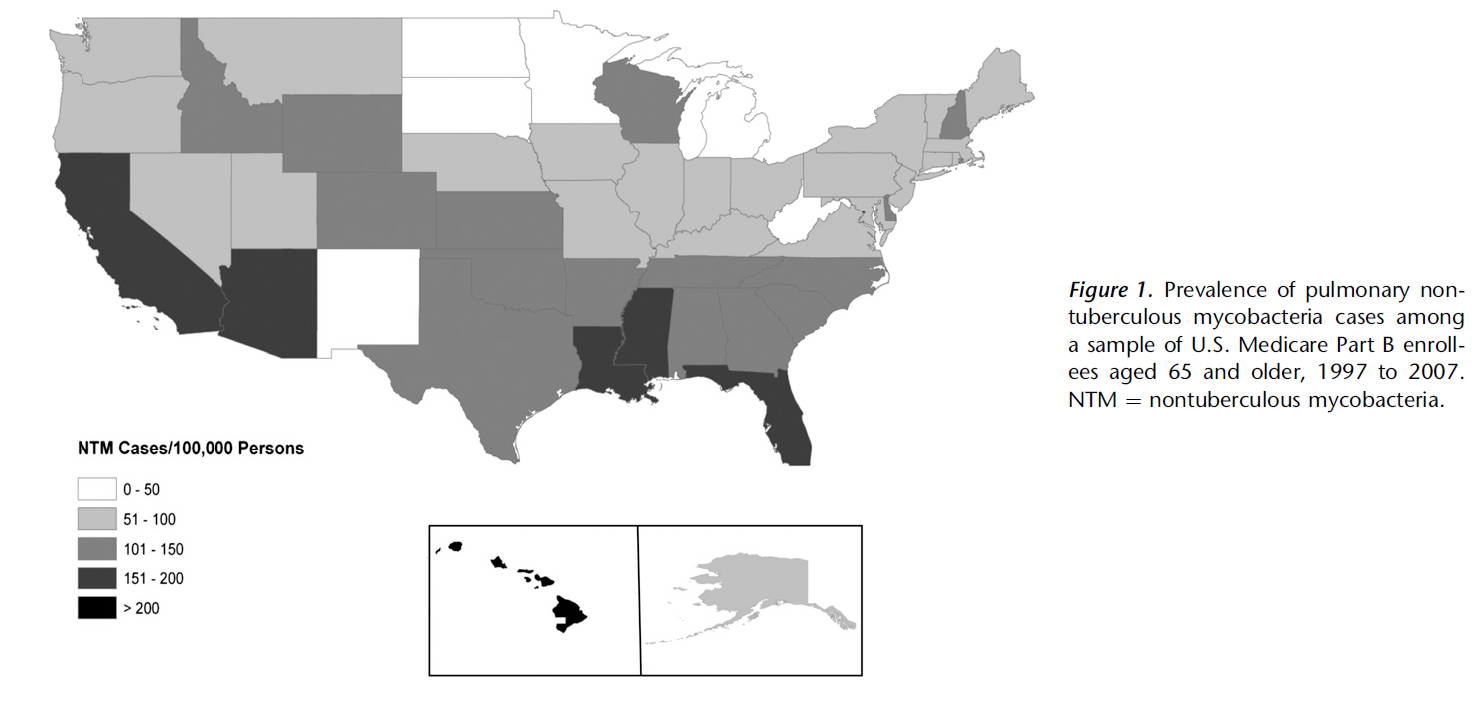 Figure 1. Prevalence of pulmonary non-
tuberculous mycobacteria cases among
a sample of U.S. Medicare Part B enroll-
ees aged 65 and older, 1997 to 2007.
NTM = nontuberculous mycobacteria.
NTM Cases/100,000 Persons
0 - 50
51 - 100
101 - 150
151 - 200
> 200